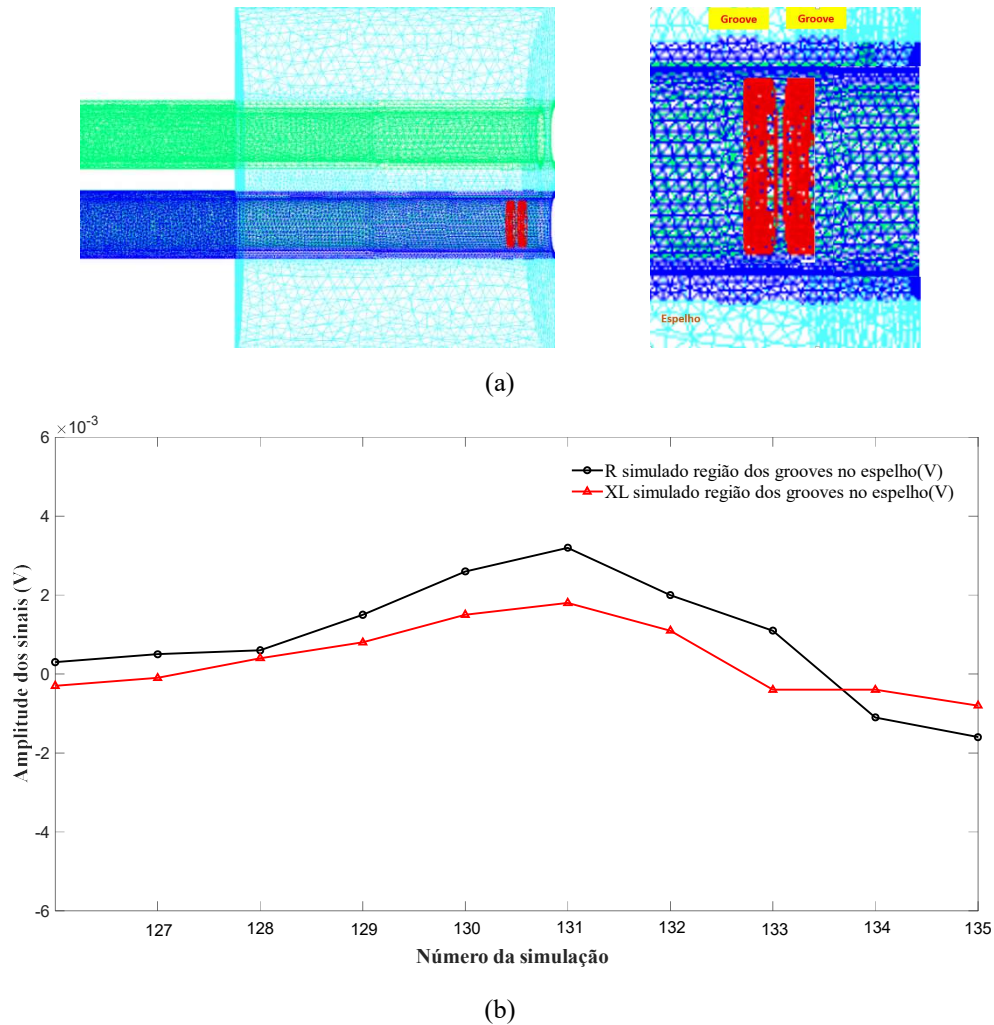 Groove Groove
Espelho
(a)
×10⁻³
R simulado região dos grooves no espelho(V)
XL simulado região dos grooves no espelho(V)
Amplitude dos sinais (V)
6
4
2
0
-2
-4
-6
127 128 129 130 131 132 133 134 135
Número da simulação
(b)